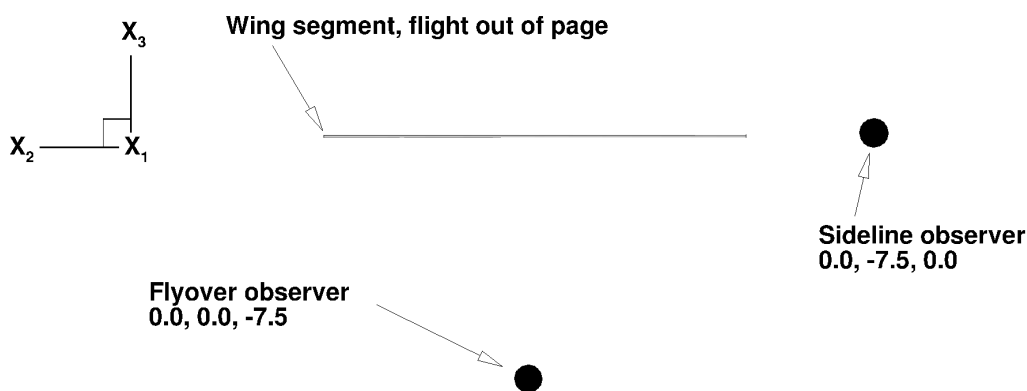 Wing segment, flight out of page
X₃
X₂
X₁
Sideline observer
0.0, -7.5, 0.0
Flyover observer
0.0, 0.0, -7.5